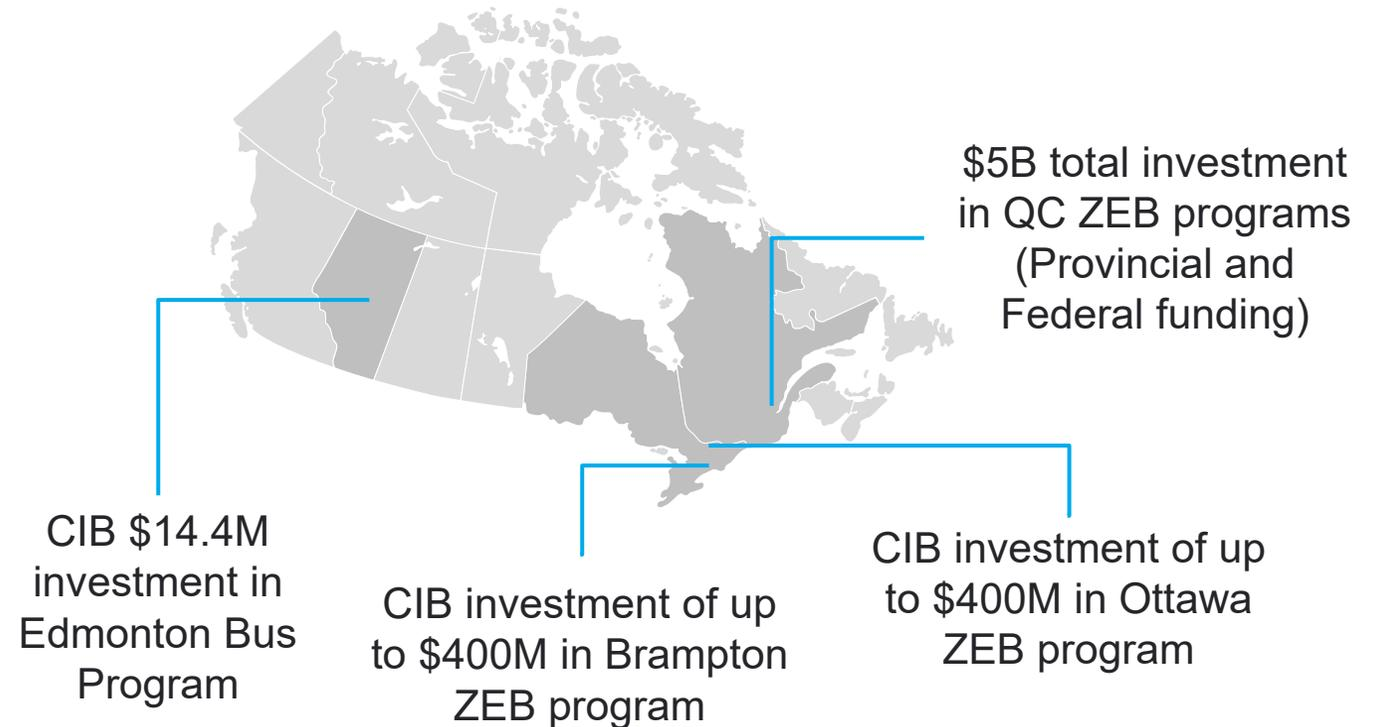 $5B total investment
in QC ZEB programs
(Provincial and
Federal funding)
CIB $14.4M
investment in
Edmonton Bus
Program
CIB investment of up
to $400M in Brampton
ZEB program
CIB investment of up
to $400M in Ottawa
ZEB program